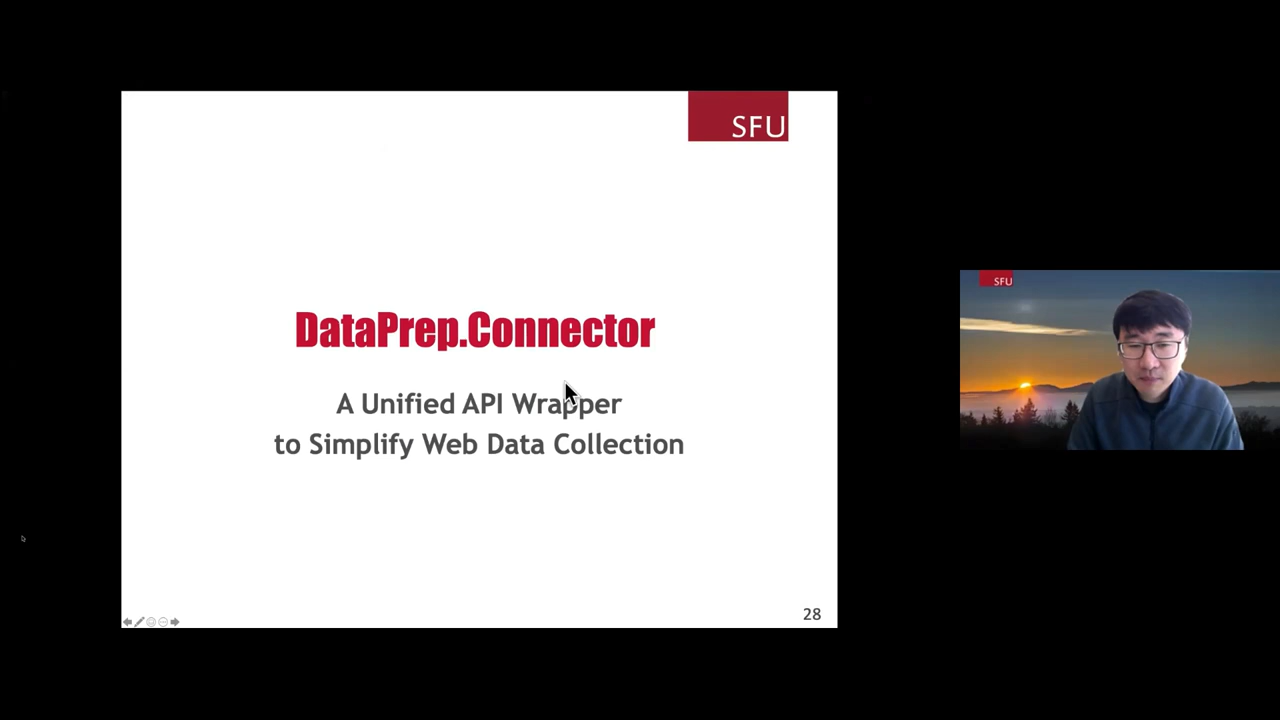 SFU
DataPrep.Connector
A Unified API Wrapper
to Simplify Web Data Collection
28
SFU